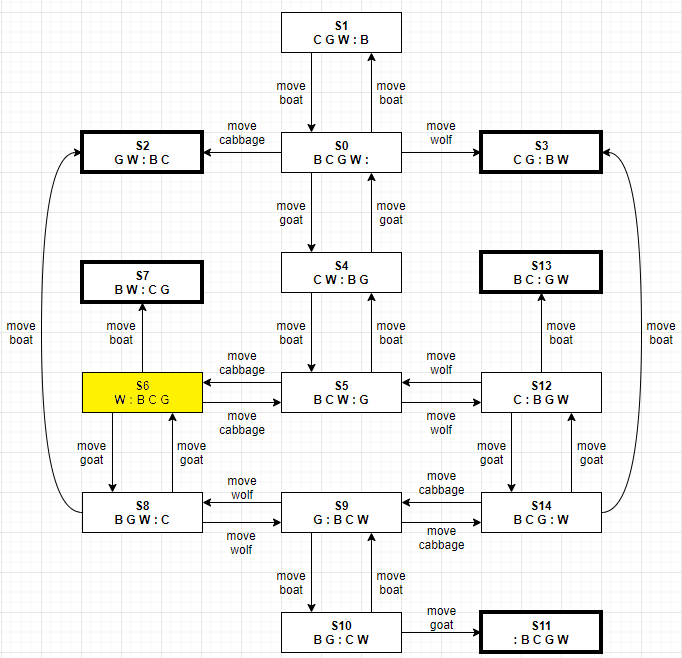 S1
C G W : B
move
boat
move
boat
S2
G W : B C
move
cabbage
S0
B C G W :
move
wolf
S3
C G : B W
move
goat
move
goat
S7
B W : C G
S4
C W : B G
S13
B C : G W
move
boat
move
boat
move
boat
move
boat
move
boat
move
boat
move
cabbage
move
wolf
S6
W : B C G
S5
B C W : G
S12
C : B G W
move
cabbage
move
wolf
move
goat
move
goat
move
goat
move
goat
move
wolf
move
cabbage
S8
B G W : C
S9
G : B C W
S14
B C G : W
move
wolf
move
cabbage
move
boat
move
boat
S10
B G : C W
move
goat
S11
: B C G W